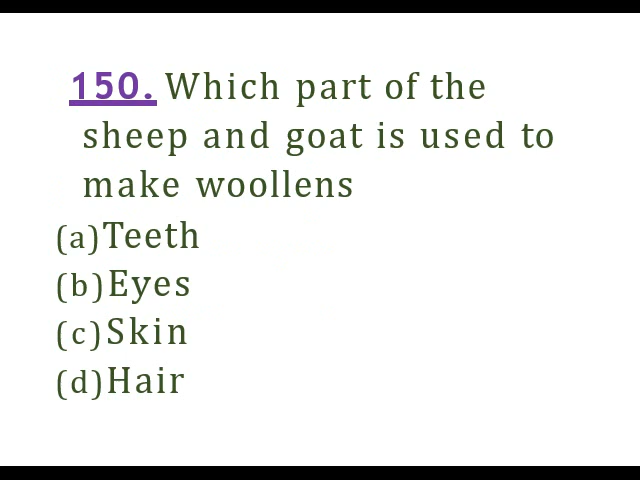 150. Which part of the
sheep and goat is used to
make woollens
(a)Teeth
(b)Eyes
(c)Skin
(d)Hair